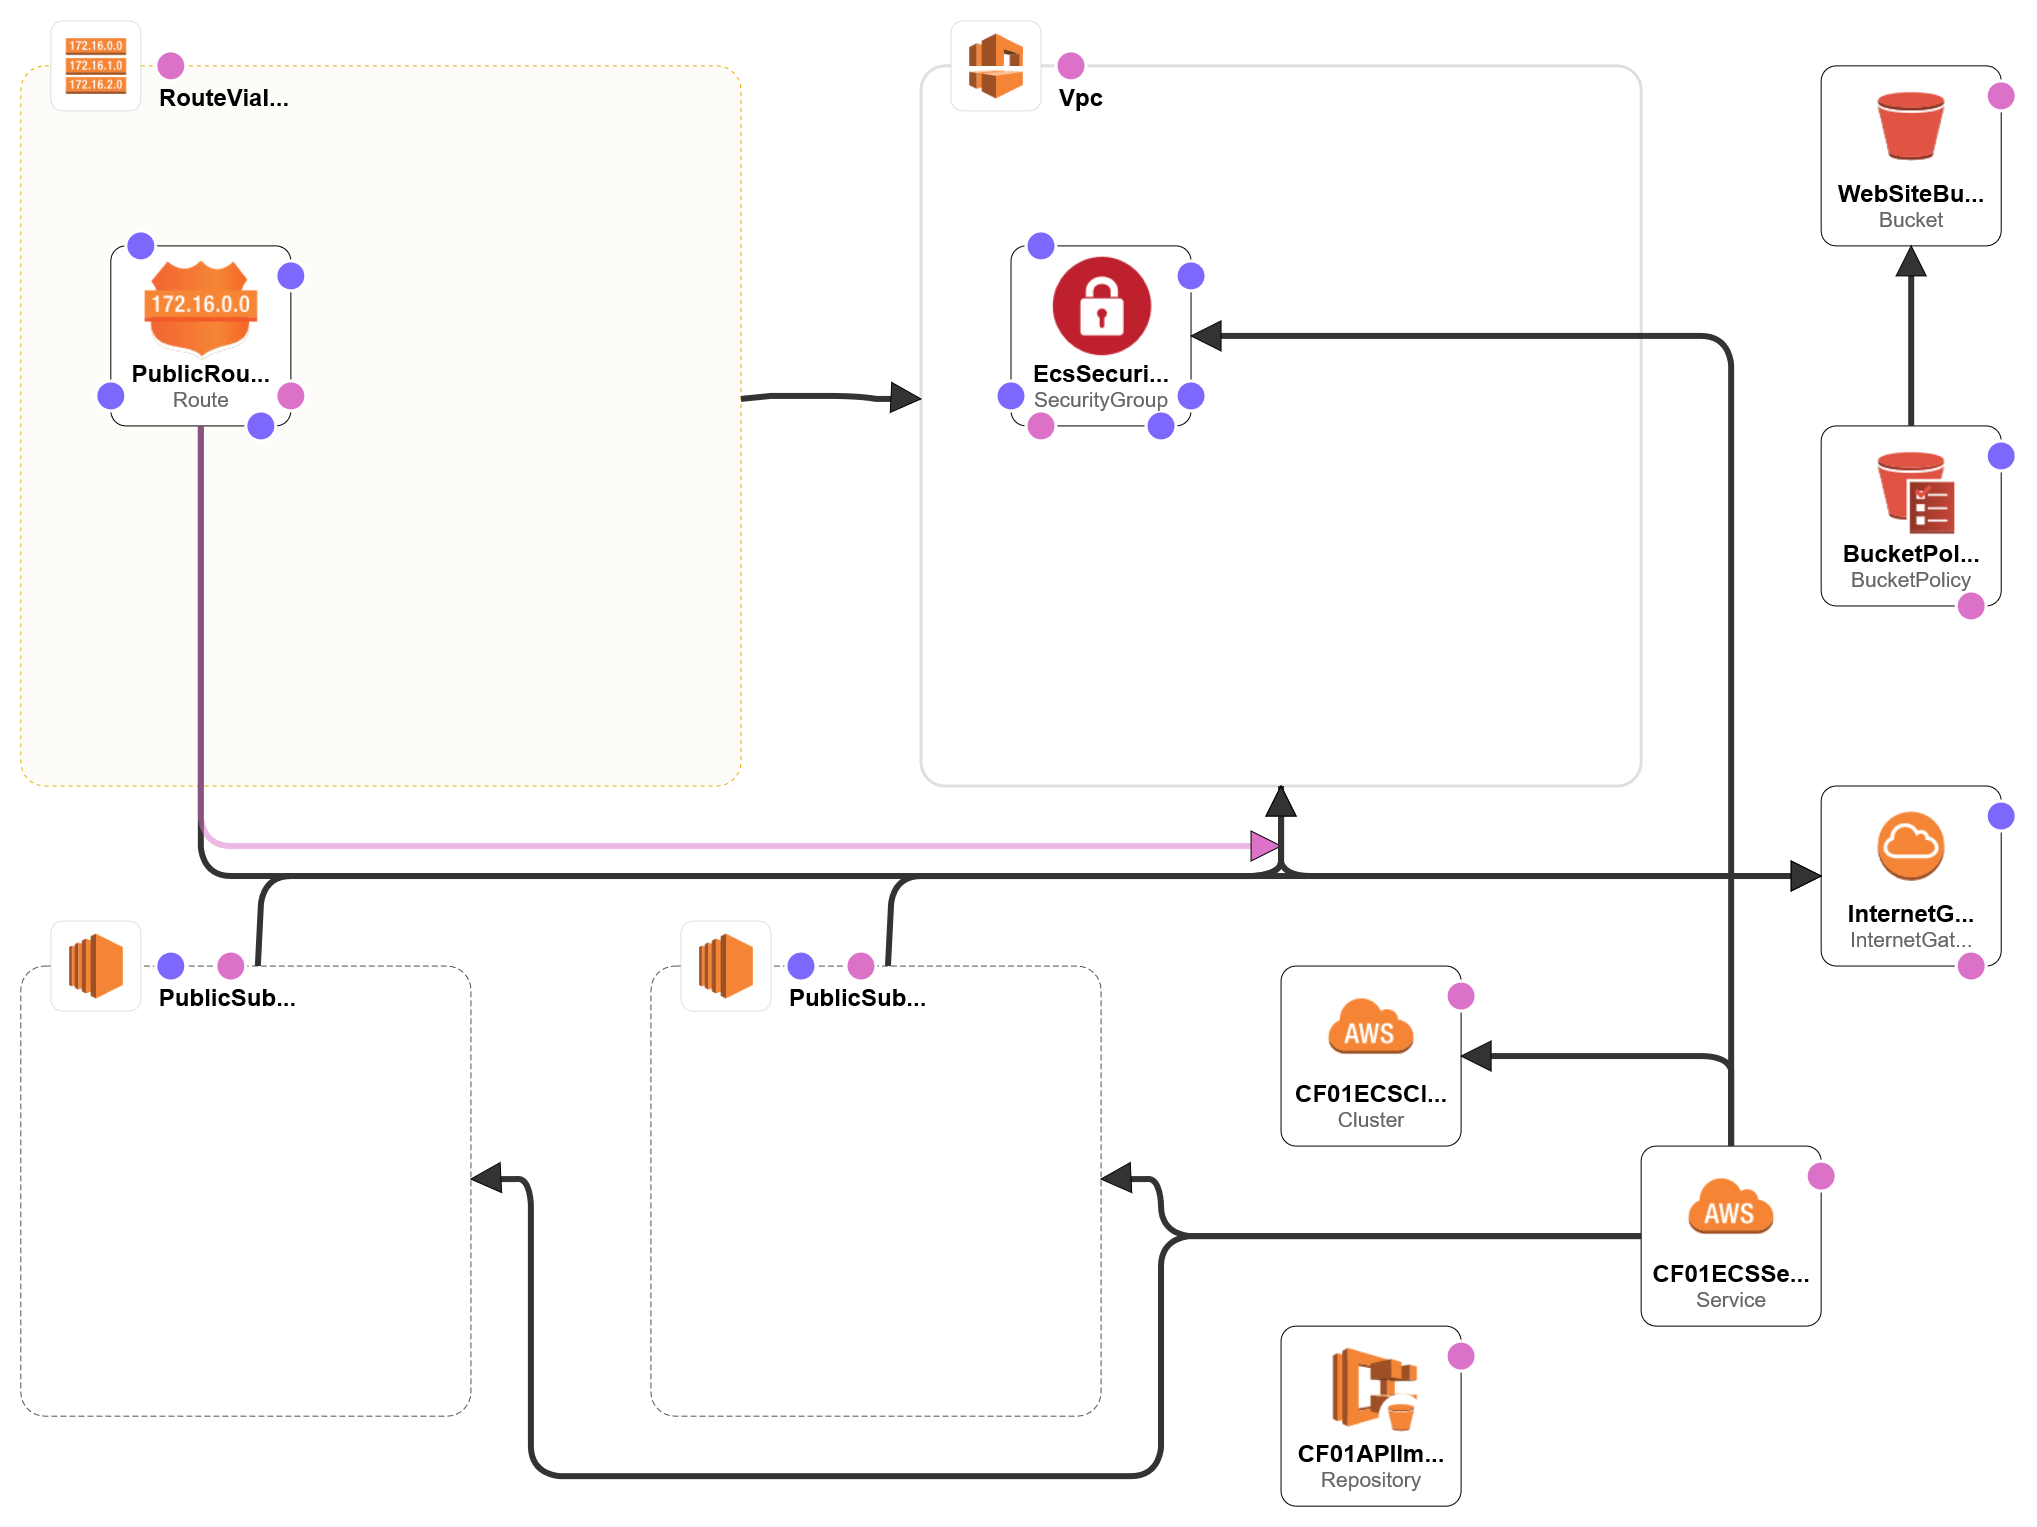 172.16.0.0
172.16.1.0
172.16.2.0
RouteVial...
Vpc
WebSiteBu...
Bucket
172.16.0.0
PublicRou...
Route
EcsSecuri...
SecurityGroup
BucketPol...
BucketPolicy
InternetG...
InternetGat...
PublicSub...
PublicSub...
AWS
CF01ECSCl...
Cluster
AWS
CF01ECSSe...
Service
CF01APIIm...
Repository